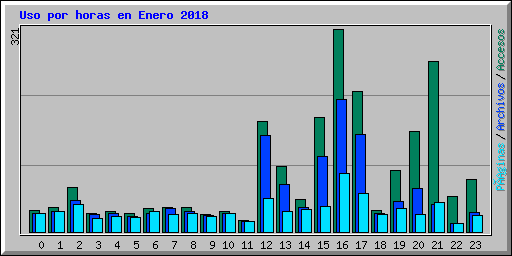 Uso por horas en Enero 2018
321
Páginas / Archivos / Accesos
0 1 2 3 4 5 6 7 8 9 10 11 12 13 14 15 16 17 18 19 20 21 22 23